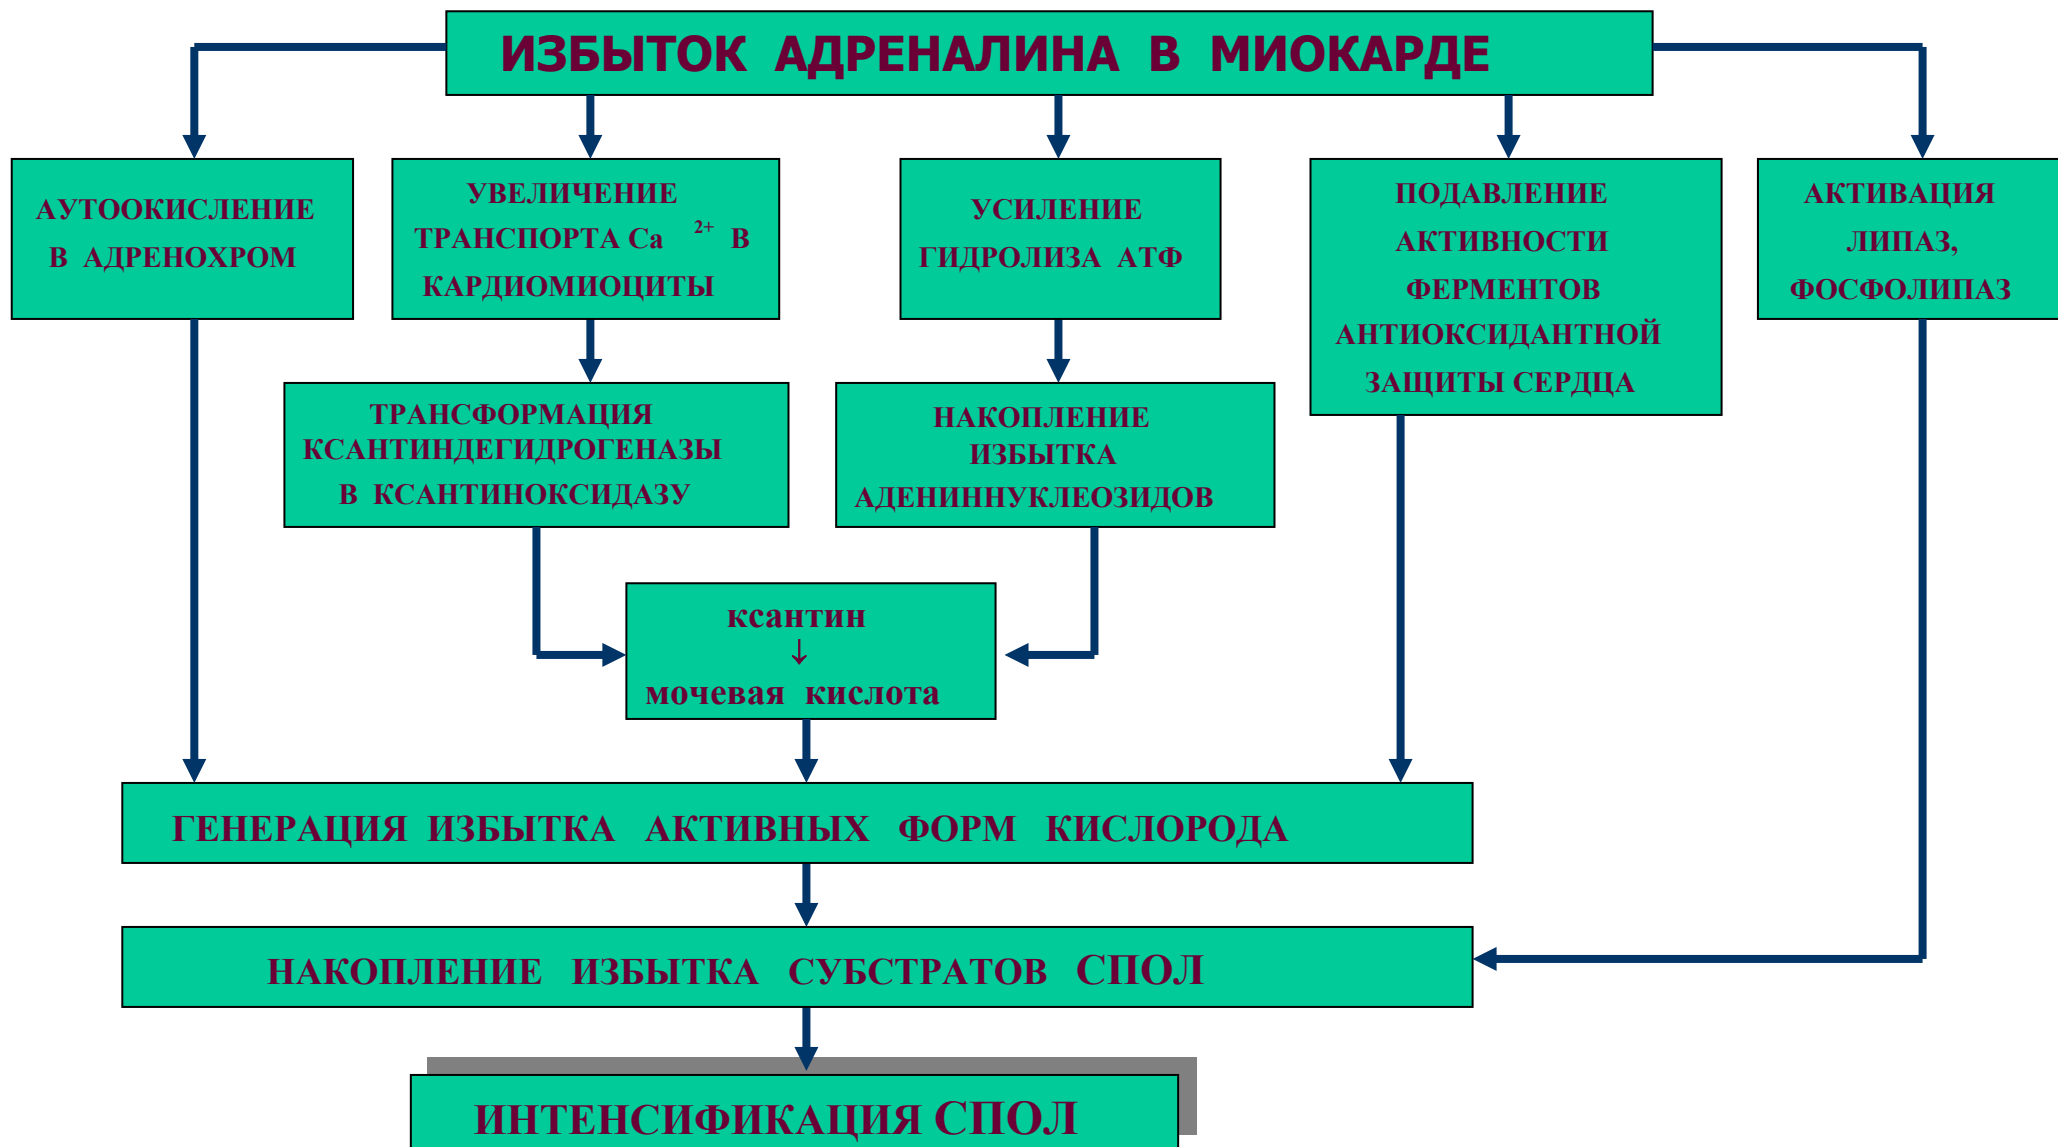 ИЗБЫТОК АДРЕНАЛИНА В МИОКАРДЕ
АУТООКИСЛЕНИЕ
В АДРЕНОХРОМ
УВЕЛИЧЕНИЕ
ТРАНСПОРТА Ca 2+ В
КАРДИОМИОЦИТЫ
УСИЛЕНИЕ
ГИДРОЛИЗА АТФ
ПОДАВЛЕНИЕ
АКТИВНОСТИ
ФЕРМЕНТОВ
АНТИОКСИДАНТНОЙ
ЗАЩИТЫ СЕРДЦА
АКТИВАЦИЯ
ЛИПАЗ,
ФОСФОЛИПАЗ
ТРАНСФОРМАЦИЯ
КСАНТИНДЕГИДРОГЕНАЗЫ
В КСАНТИНОКСИДАЗУ
НАКОПЛЕНИЕ
ИЗБЫТКА
АДЕНИННУКЛЕОЗИДОВ
ксантин
↓
мочевая кислота
ГЕНЕРАЦИЯ ИЗБЫТКА АКТИВНЫХ ФОРМ КИСЛОРОДА
НАКОПЛЕНИЕ ИЗБЫТКА СУБСТРАТОВ СПОЛ
ИНТЕНСИФИКАЦИЯ СПОЛ